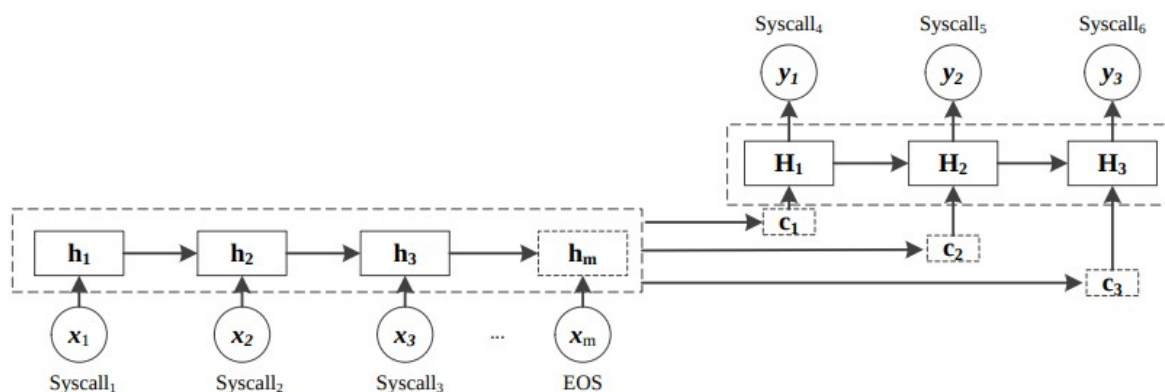 Syscall₄ Syscall₅ Syscall₆
y₁ y₂ y₃
H₁ H₂ H₃
c₁
h₁ h₂ h₃ hₘ
c₂
c₃
x₁ x₂ x₃ ... xₘ
Syscall₁ Syscall₂ Syscall₃ EOS